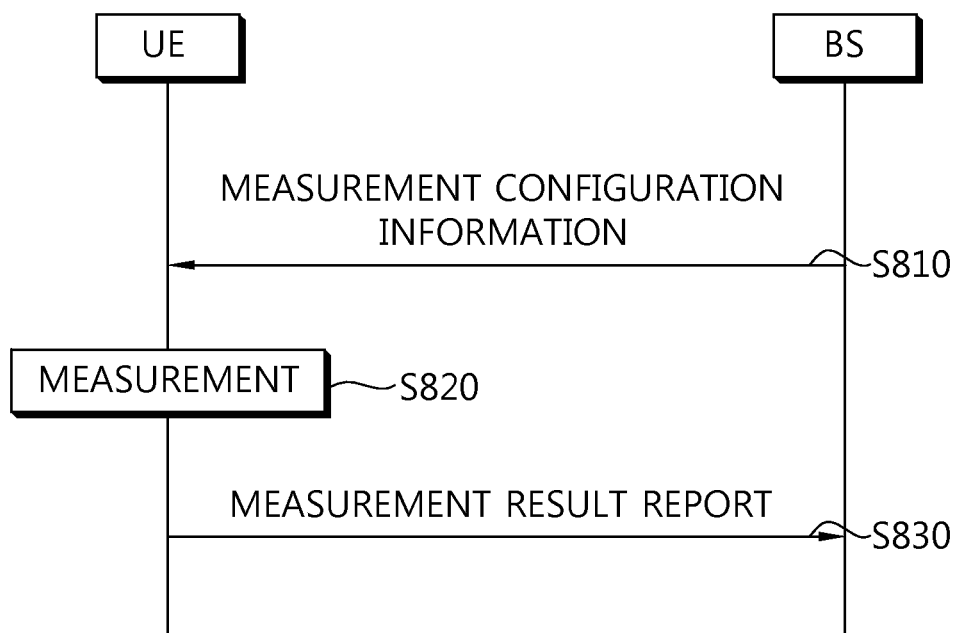 UE
BS
MEASUREMENT CONFIGURATION
INFORMATION
S810
MEASUREMENT
S820
MEASUREMENT RESULT REPORT
S830